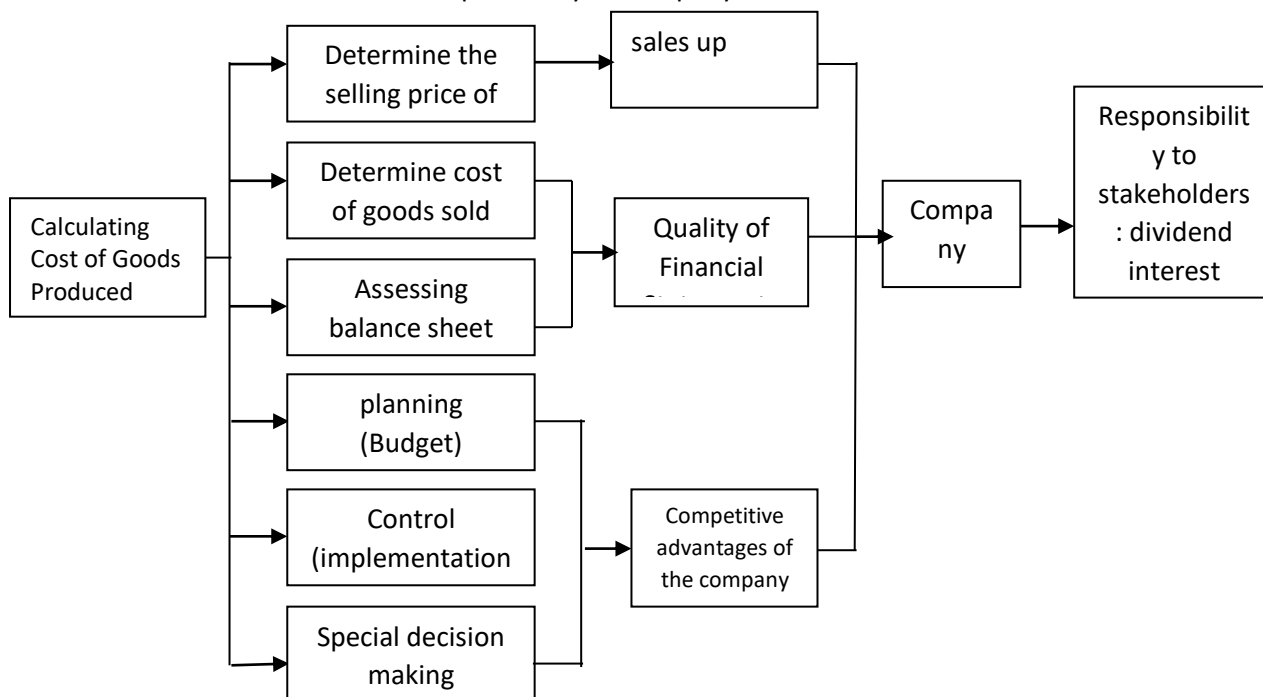 Determine the
selling price of
sales up
Responsibilit
y to
stakeholders
: dividend
interest
Determine cost
of goods sold
Calculating
Cost of Goods
Produced
Quality of
Financial
Compa
ny
Assessing
balance sheet
planning
(Budget)
Control
(implementation
Competitive
advantages of
the company
Special decision
making